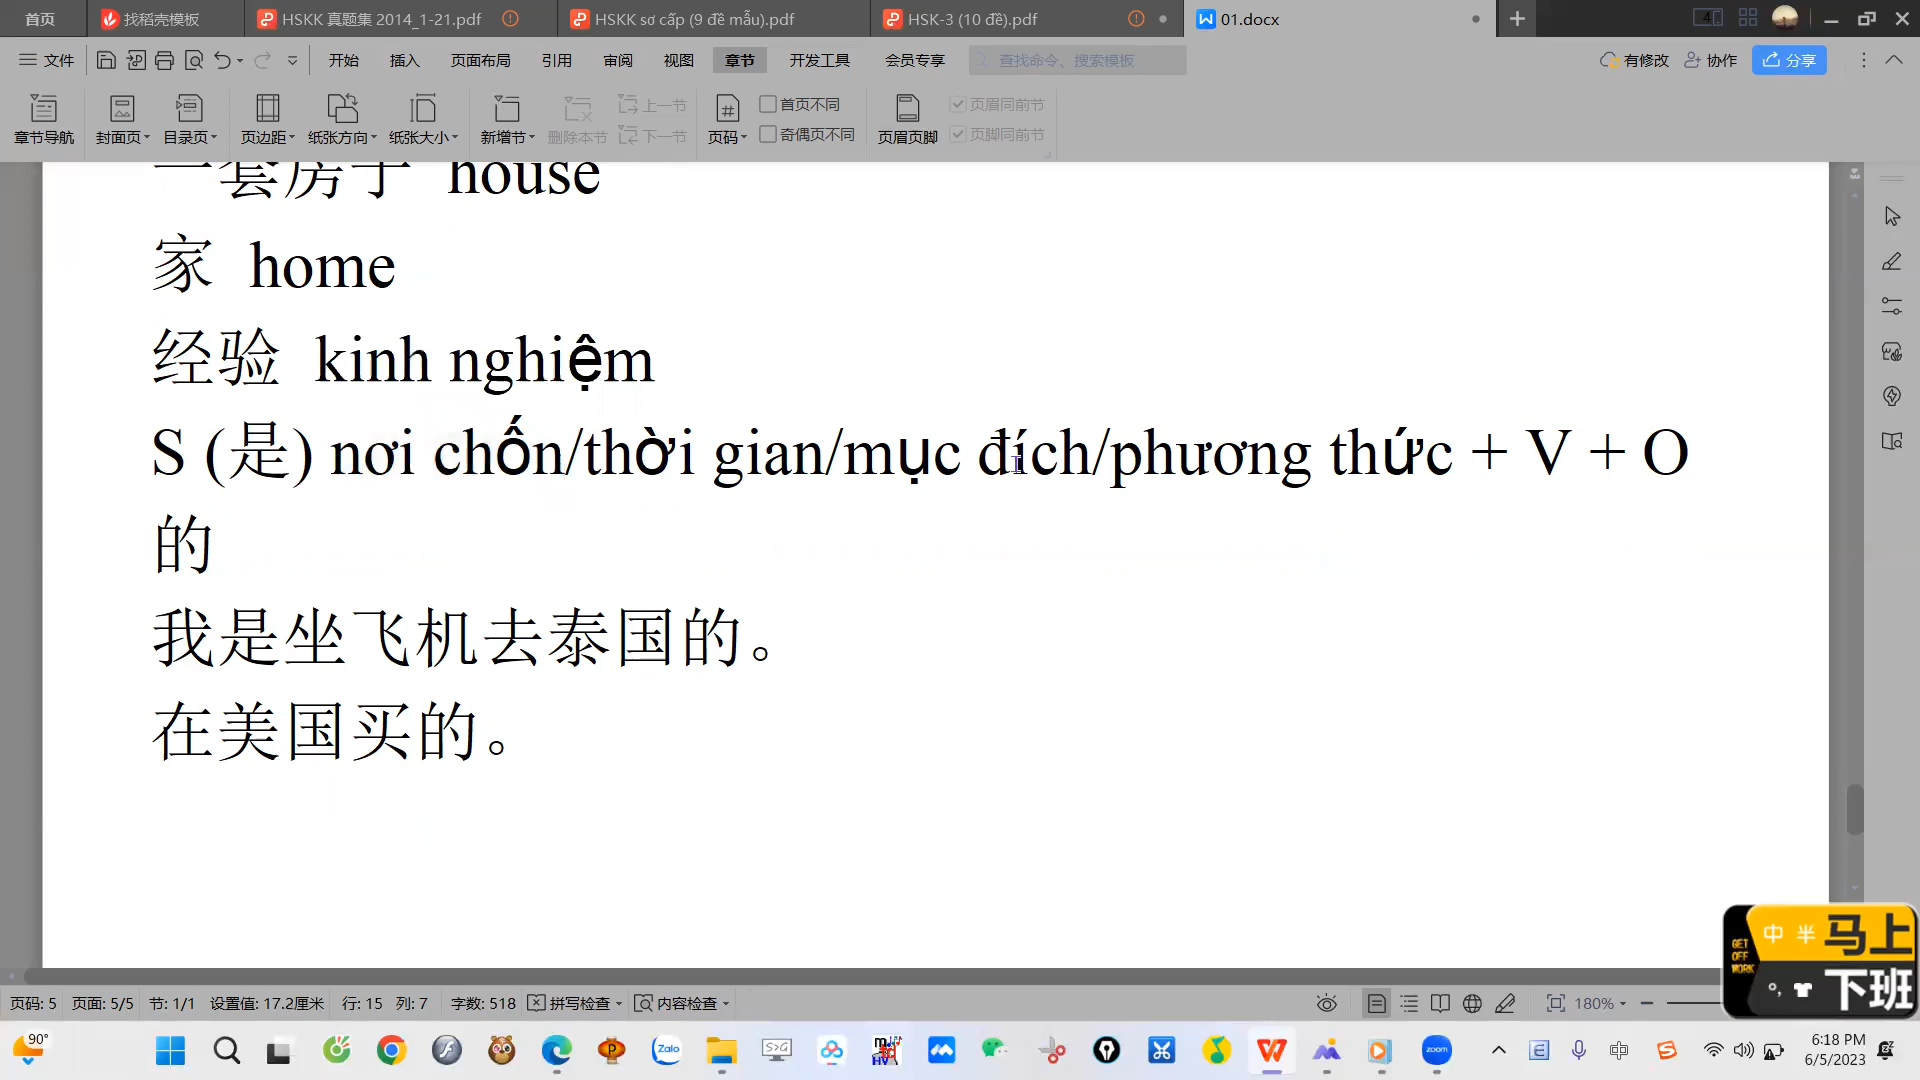 首页 找稻壳模板 HSKK 真题集 2014_1-21.pdf HSKK sơ cấp (9 đề mẫu).pdf HSK-3 (10 đề).pdf 01.docx
文件 开始 插入 页面布局 引用 审阅 视图 章节 开发工具 会员专享 查找命令、搜索模板 有修改 协作 分享
章节导航 封面页 目录页 页边距 纸张方向 纸张大小 新增节 删除本节 上一节 下一节 页码 首页不同 奇偶页不同 页眉页脚 页眉同前节 页脚同前节
一套房子 house
家 home
经验 kinh nghiệm
S (是) nơi chốn/thời gian/mục đích/phương thức + V + O
的
我是坐飞机去泰国的。
在美国买的。
GET OFF WORK 中 半 马上
下班
页码: 5 页面: 5/5 节: 1/1 设置值: 17.2厘米 行: 15 列: 7 字数: 518 拼写检查 内容检查 180%
90° Zalo zoom 中 6:18 PM
6/5/2023